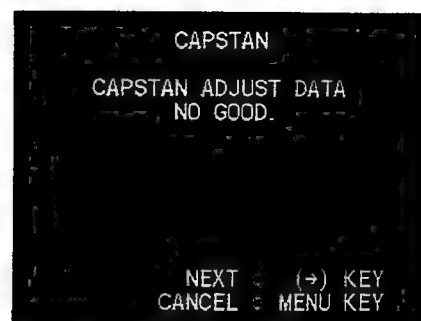 CAPSTAN
CAPSTAN ADJUST DATA
NO GOOD.
NEXT : (→) KEY
CANCEL : MENU KEY